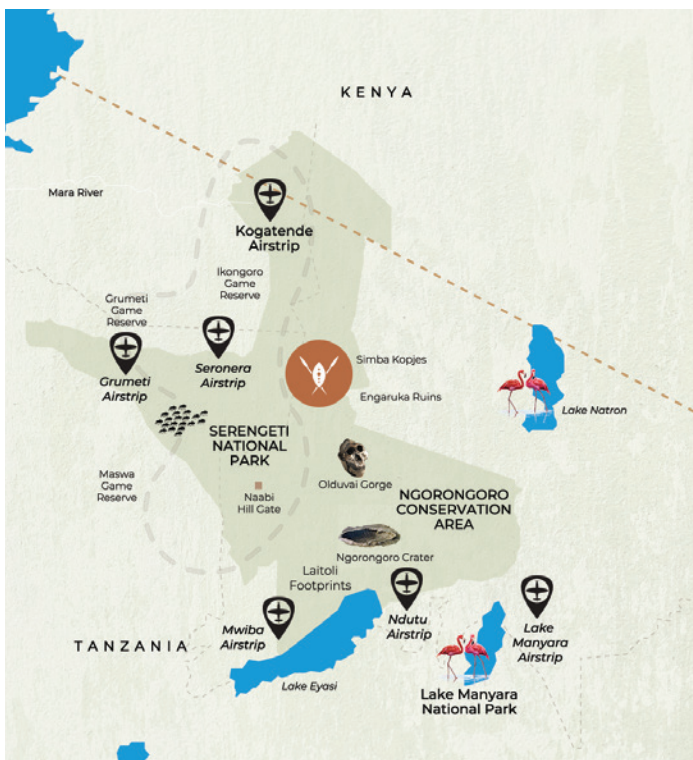 KENYA
Mara River
Kogatende
Airstrip
Ikongoro
Game
Reserve
Grumeti
Game
Reserve
Seronera
Airstrip
Grumeti
Airstrip
Simba Kopjes
Engaruka Ruins
Lake Natron
SERENGETI
NATIONAL
PARK
Maswa
Game
Reserve
Naabi
Hill Gate
Olduvai Gorge
NGORONGORO
CONSERVATION
AREA
Ngorongoro Crater
Laitoli
Footprints
Mwiba
Airstrip
Ndutu
Airstrip
Lake
Manyara
Airstrip
TANZANIA
Lake Eyasi
Lake Manyara
National Park